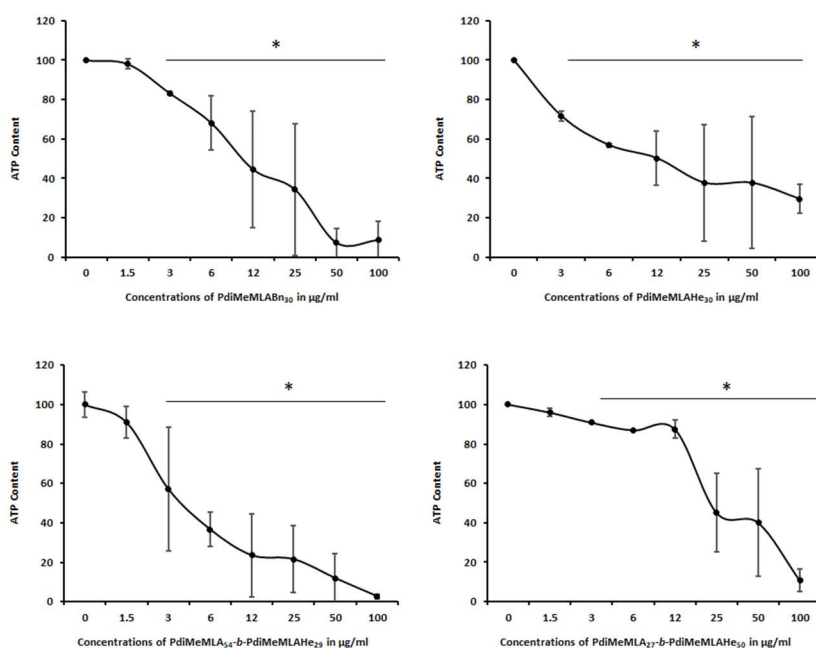 120
100
80
60
40
20
0
ATP Content
*
0 1.5 3 6 12 25 50 100
Concentrations of PdiMeMLABn₃₀ in µg/ml
120
100
80
60
40
20
0
ATP Content
*
0 3 6 12 25 50 100
Concentrations of PdiMeMLAHe₃₀ in µg/ml
120
100
80
60
40
20
0
ATP Content
*
0 1.5 3 6 12 25 50 100
Concentrations of PdiMeMLA₅₄-b-PdiMeMLAHe₂₉ in µg/ml
120
100
80
60
40
20
0
ATP Content
*
0 1.5 3 6 12 25 50 100
Concentrations of PdiMeMLA₂₇-b-PdiMeMLAHe₅₀ in µg/ml